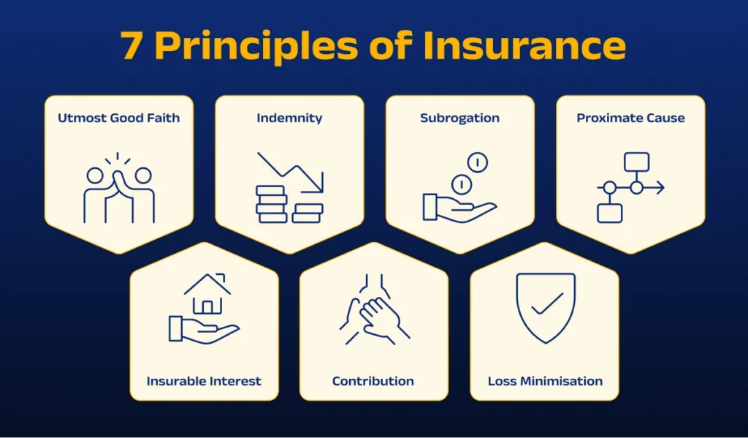 7 Principles of Insurance
Utmost Good Faith
Indemnity
Subrogation
Proximate Cause
Insurable Interest
Contribution
Loss Minimisation